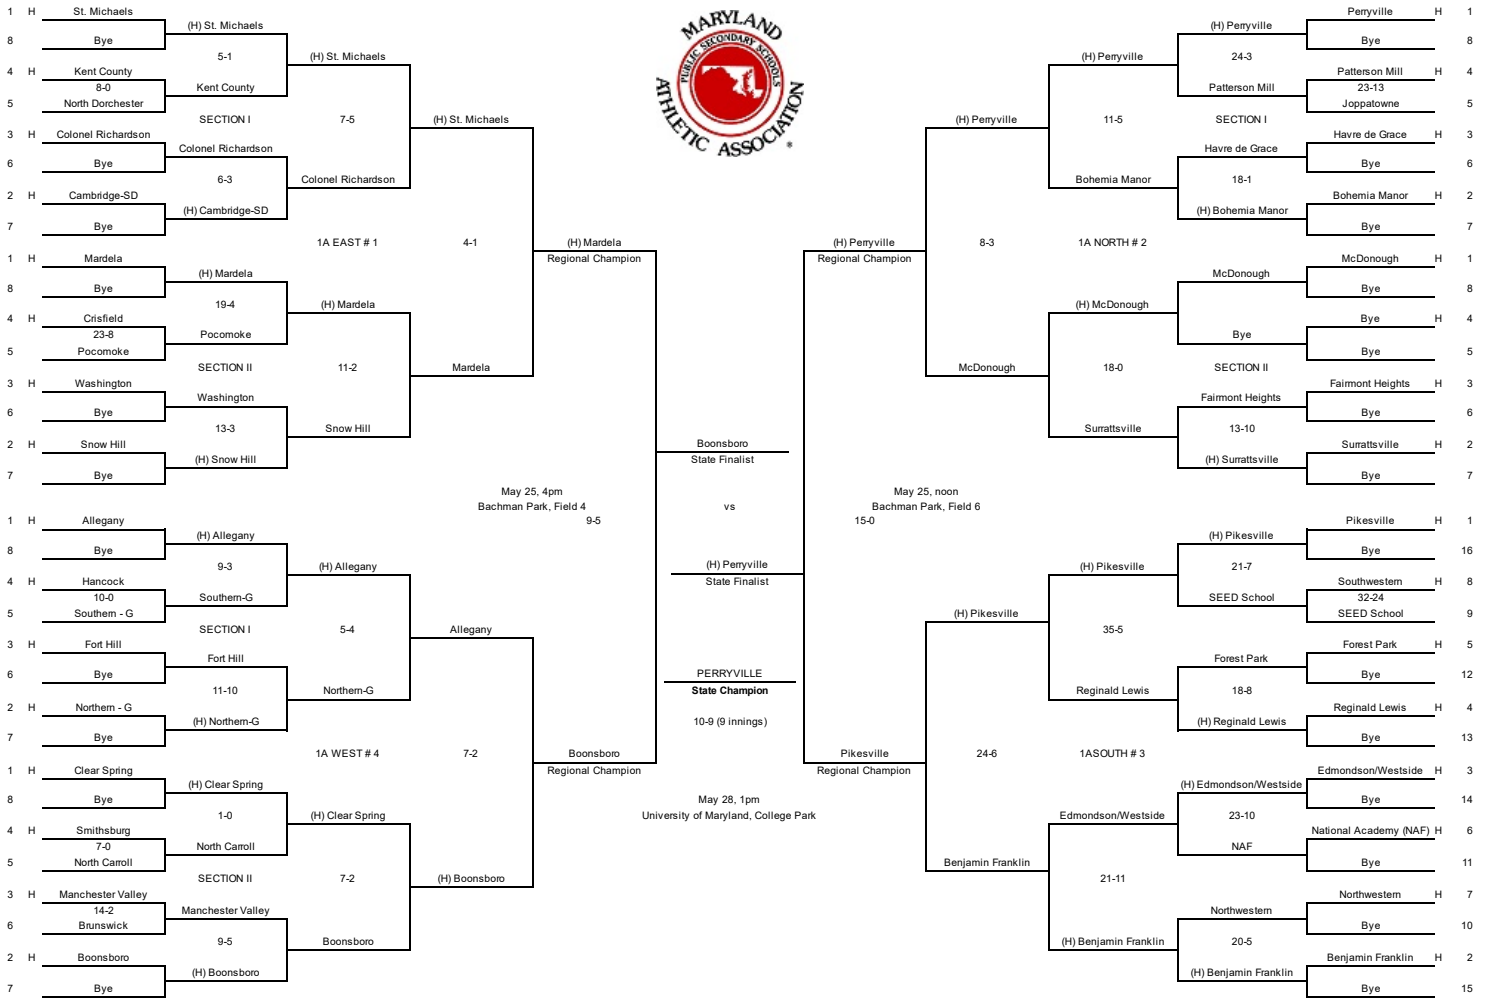 1 H St. Michaels
8 Bye
(H) St. Michaels
5-1
4 H Kent County
8-0
5 North Dorchester
Kent County
SECTION I
(H) St. Michaels
7-5
3 H Colonel Richardson
6 Bye
Colonel Richardson
6-3
2 H Cambridge-SD
7 Bye
(H) Cambridge-SD
Colonel Richardson
(H) St. Michaels
1A EAST # 1
4-1
1 H Mardela
8 Bye
(H) Mardela
19-4
4 H Crisfield
23-8
5 Pocomoke
Pocomoke
SECTION II
(H) Mardela
11-2
3 H Washington
6 Bye
Washington
13-3
2 H Snow Hill
7 Bye
(H) Snow Hill
Snow Hill
Mardela
(H) Mardela
Regional Champion
May 25, 4pm
Bachman Park, Field 4
9-5
1 H Allegany
8 Bye
(H) Allegany
9-3
4 H Hancock
10-0
5 Southern - G
Southern-G
SECTION I
(H) Allegany
5-4
3 H Fort Hill
6 Bye
Fort Hill
11-10
2 H Northern - G
7 Bye
(H) Northern-G
Northern-G
Allegany
1A WEST # 4
7-2
1 H Clear Spring
8 Bye
(H) Clear Spring
1-0
4 H Smithsburg
7-0
5 North Carroll
North Carroll
SECTION II
(H) Clear Spring
7-2
3 H Manchester Valley
14-2
6 Brunswick
Manchester Valley
9-5
2 H Boonsboro
7 Bye
(H) Boonsboro
Boonsboro
(H) Boonsboro
Boonsboro
Regional Champion
MARYLAND
PUBLIC SECONDARY SCHOOLS
ATHLETIC ASSOCIATION
®
Boonsboro
State Finalist
vs
(H) Perryville
State Finalist
PERRYVILLE
State Champion
10-9 (9 innings)
May 28, 1pm
University of Maryland, College Park
Perryville H 1
Bye 8
(H) Perryville
24-3
Patterson Mill H 4
23-13
Joppatowne 5
Patterson Mill
SECTION I
(H) Perryville
11-5
Havre de Grace H 3
Bye 6
Havre de Grace
18-1
Bohemia Manor H 2
Bye 7
(H) Bohemia Manor
Bohemia Manor
(H) Perryville
8-3
1A NORTH # 2
(H) Perryville
Regional Champion
McDonough H 1
Bye 8
McDonough
Bye H 4
Bye 5
Bye
SECTION II
(H) McDonough
18-0
Fairmont Heights H 3
Bye 6
Fairmont Heights
13-10
Surrattsville H 2
Bye 7
(H) Surrattsville
Surrattsville
McDonough
May 25, noon
Bachman Park, Field 6
15-0
Pikesville H 1
Bye 16
(H) Pikesville
21-7
Southwestern H 8
32-24
SEED School 9
SEED School
(H) Pikesville
35-5
Forest Park H 5
Bye 12
Forest Park
18-8
Reginald Lewis H 4
Bye 13
(H) Reginald Lewis
Reginald Lewis
(H) Pikesville
24-6
1ASOUTH # 3
Pikesville
Regional Champion
Edmondson/Westside H 3
Bye 14
(H) Edmondson/Westside
23-10
National Academy (NAF) H 6
Bye 11
NAF
Edmondson/Westside
21-11
Northwestern H 7
Bye 10
Northwestern
20-5
Benjamin Franklin H 2
Bye 15
(H) Benjamin Franklin
(H) Benjamin Franklin
Benjamin Franklin